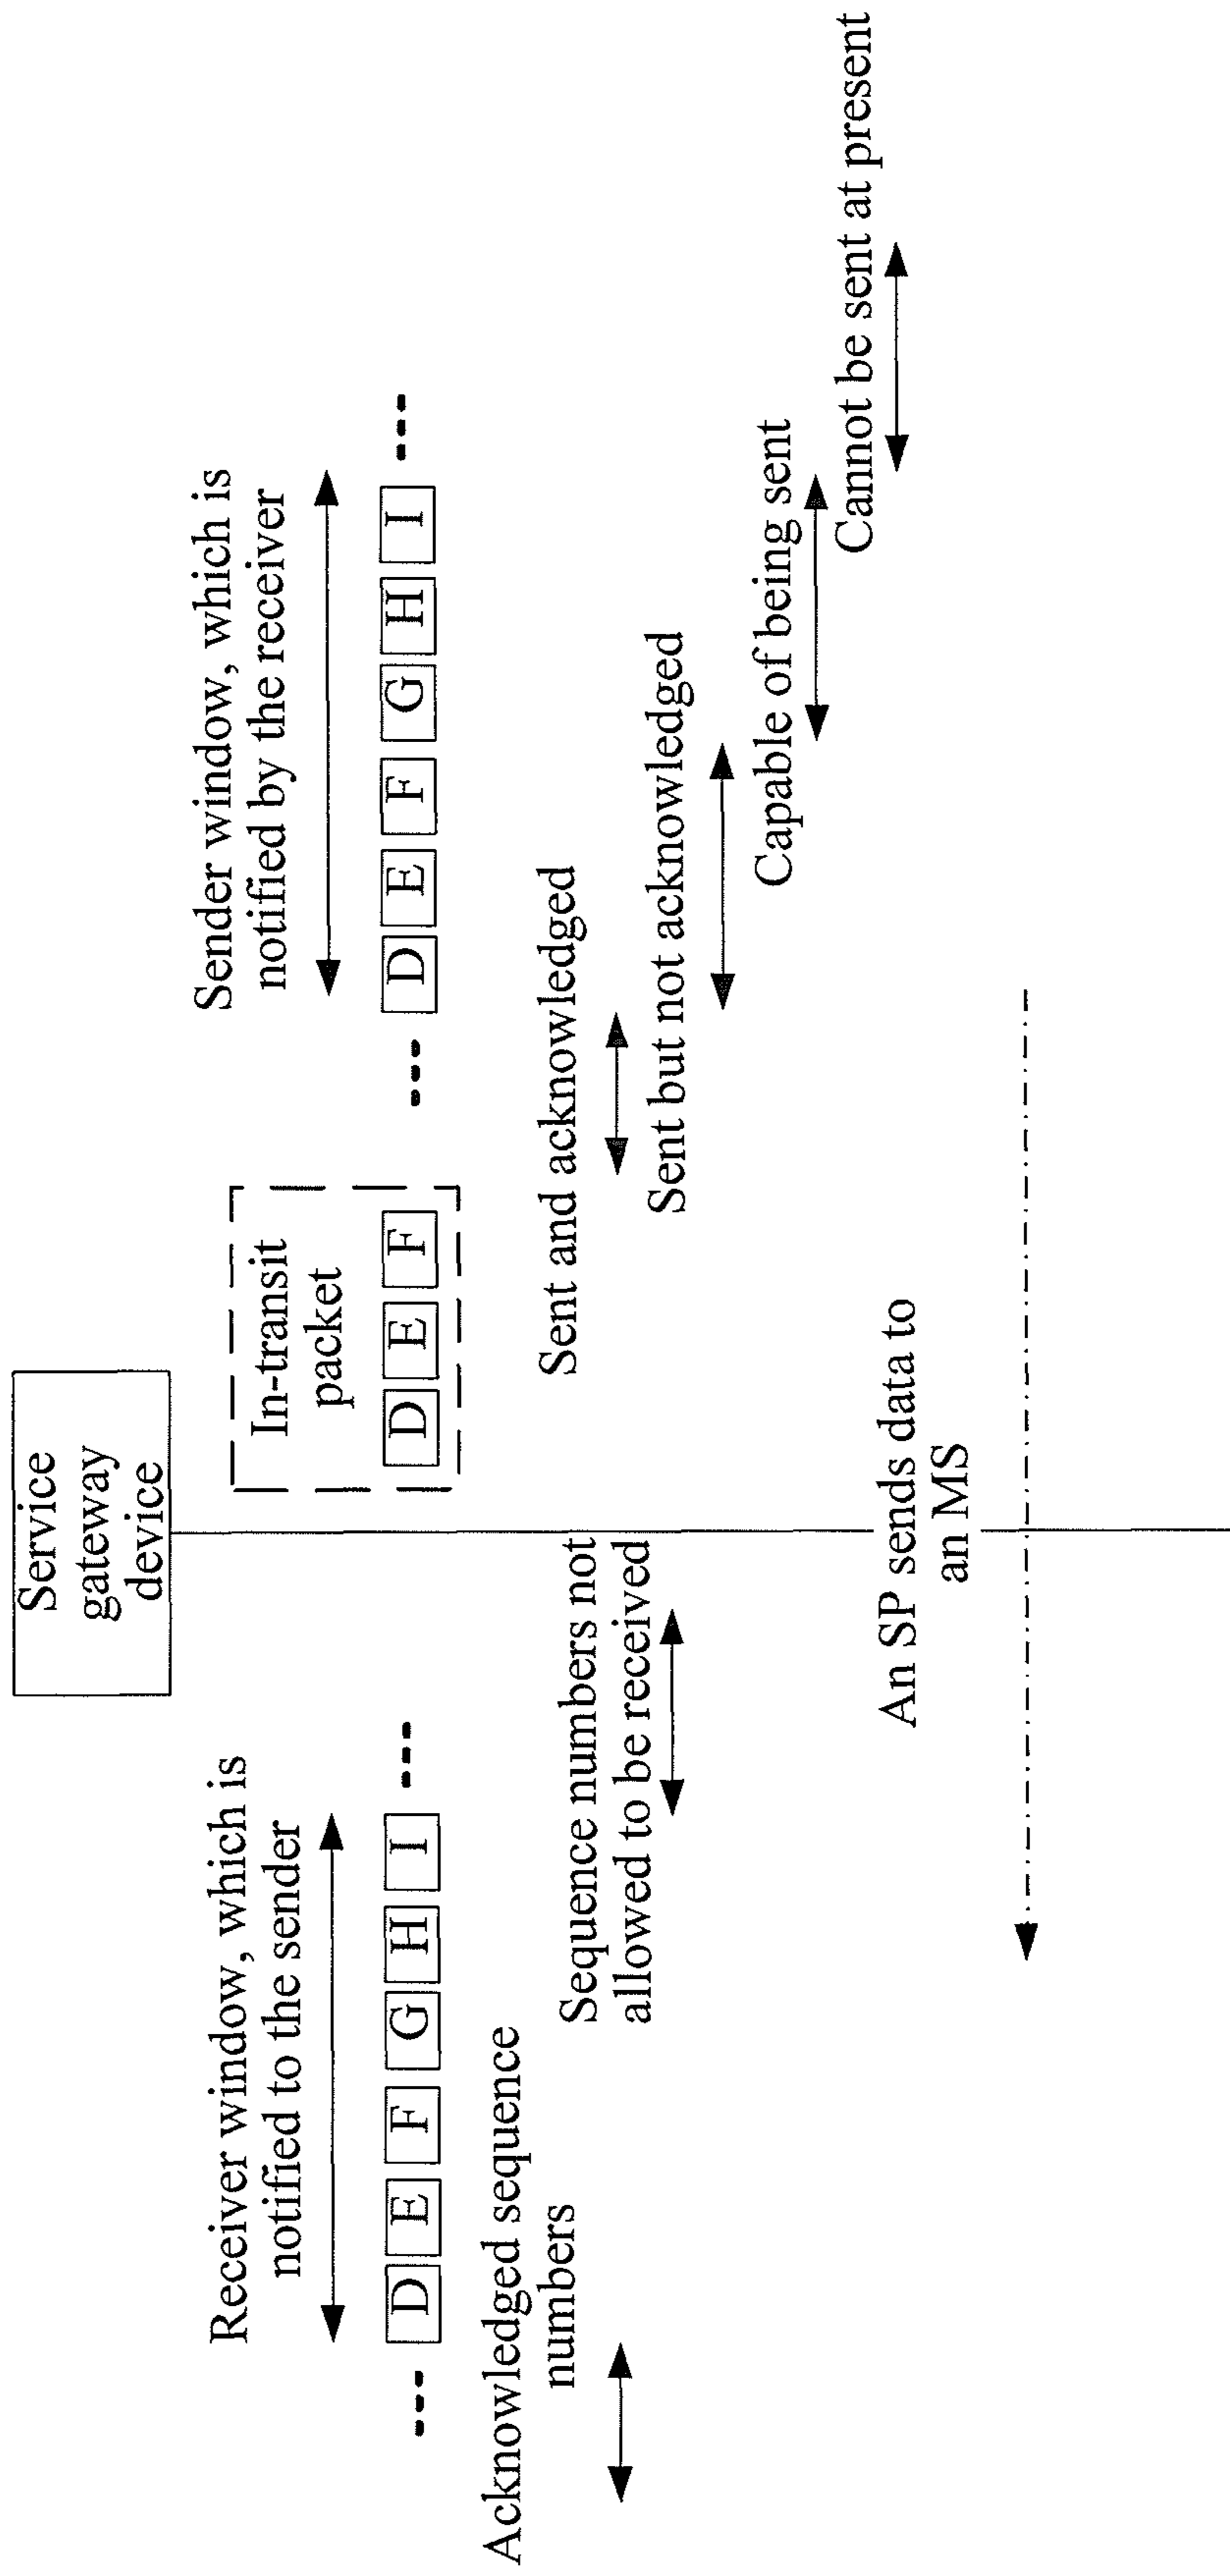 Service
gateway
device
Receiver window, which is
notified to the sender
D E F G H I
Acknowledged sequence
numbers
Sequence numbers not
allowed to be received
In-transit
packet
D E F
Sender window, which is
notified by the receiver
D E F G H I
Sent and acknowledged
Sent but not acknowledged
Capable of being sent
Cannot be sent at present
An SP sends data to
an MS